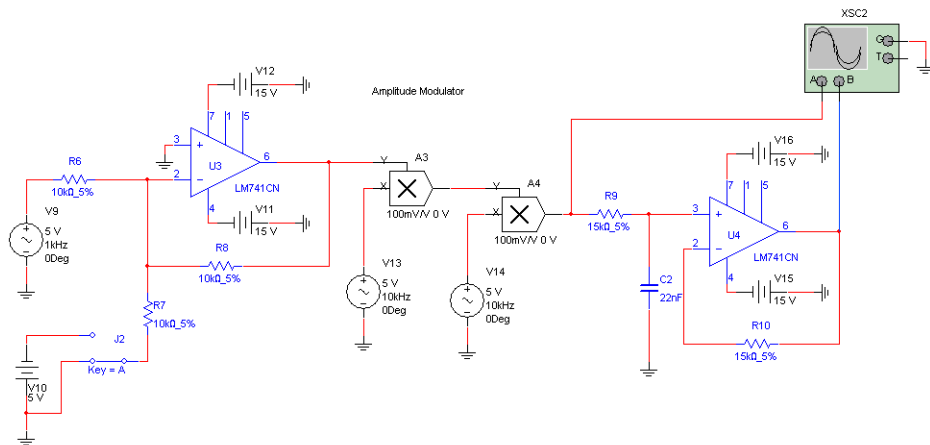 XSC2
G
T
A
B
V12
15 V
Amplitude Modulator
7
1
5
3
+
U3
6
2
−
LM741CN
4
V11
15 V
R6
10kΩ_5%
V9
5 V
1kHz
0Deg
R8
10kΩ_5%
R7
10kΩ_5%
J2
Key = A
V10
5 V
A3
Y
X
100mV/V 0 V
A4
Y
X
100mV/V 0 V
V13
5 V
10kHz
0Deg
V14
5 V
10kHz
0Deg
R9
15kΩ_5%
C2
22nF
V16
15 V
7
1
5
3
+
U4
6
2
−
LM741CN
4
V15
15 V
R10
15kΩ_5%